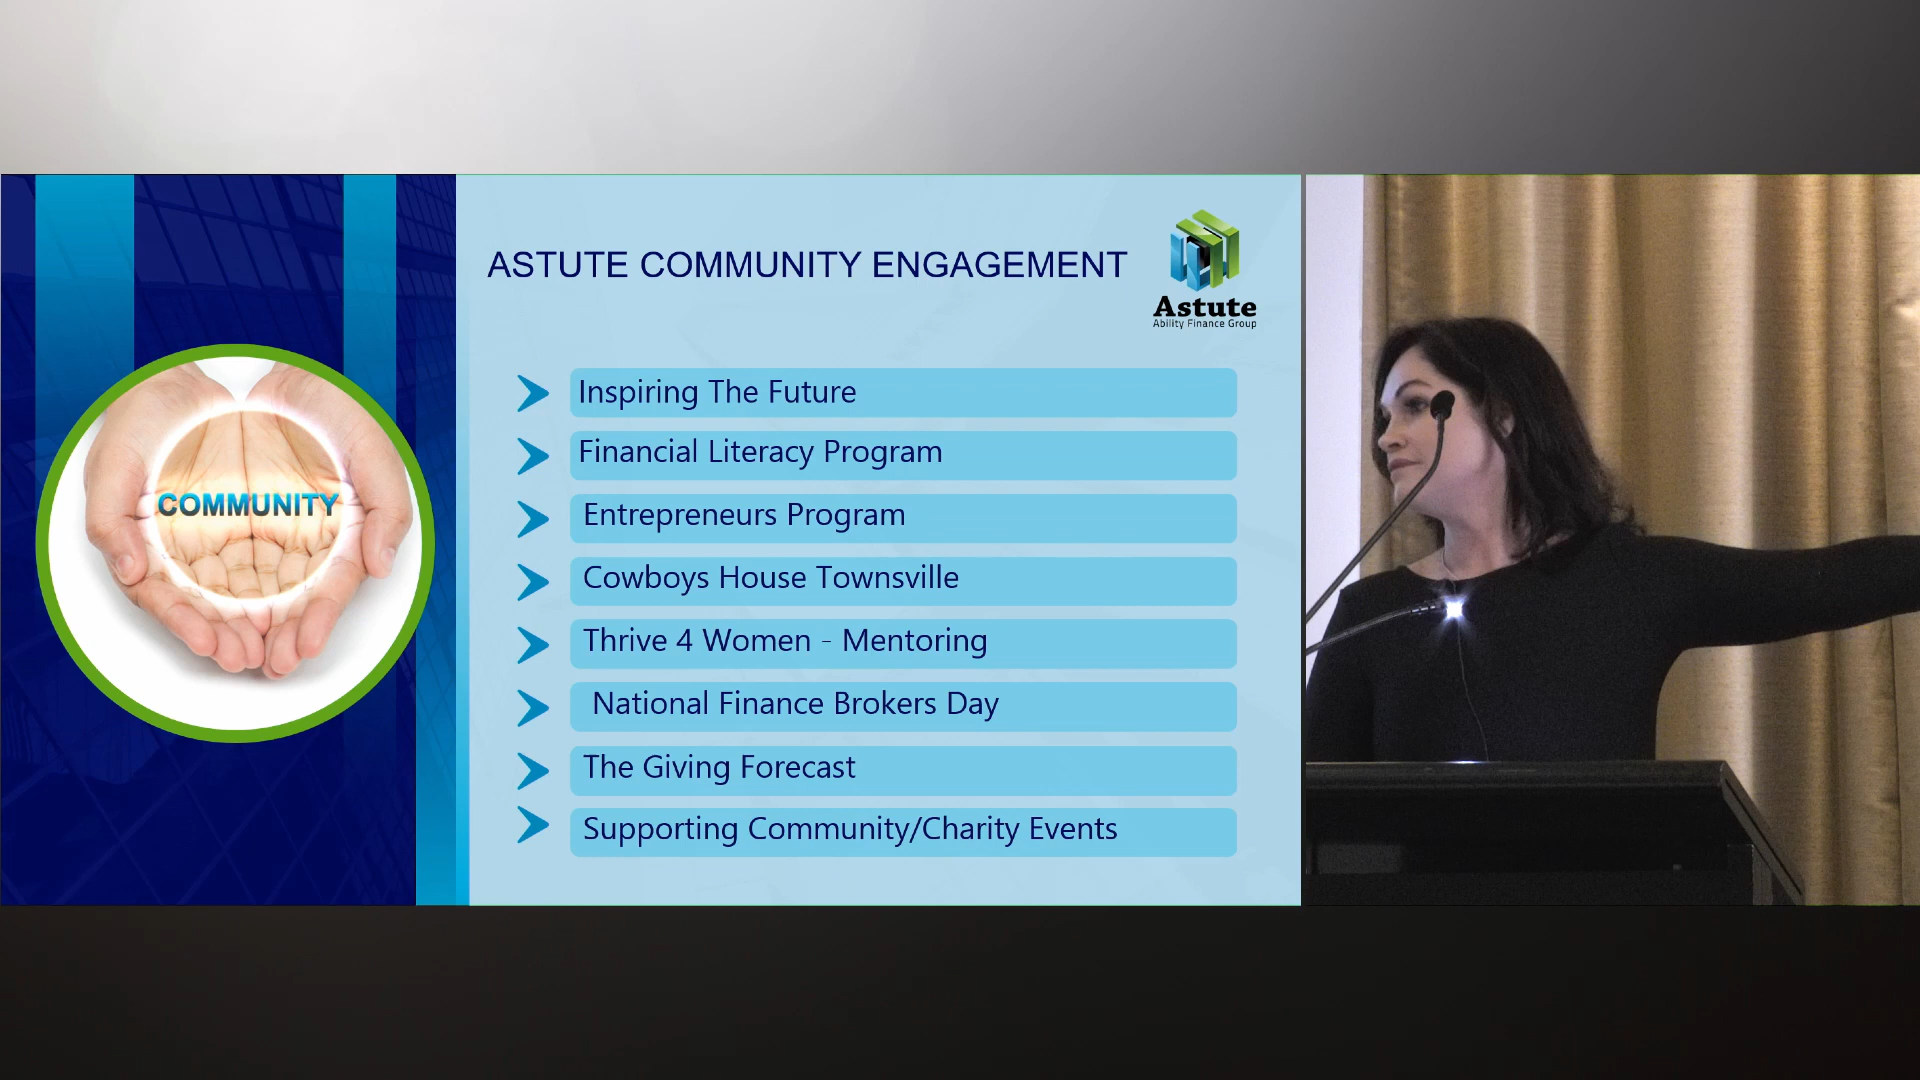 ASTUTE COMMUNITY ENGAGEMENT
Astute
Ability Finance Group
COMMUNITY
Inspiring The Future
Financial Literacy Program
Entrepreneurs Program
Cowboys House Townsville
Thrive 4 Women - Mentoring
National Finance Brokers Day
The Giving Forecast
Supporting Community/Charity Events